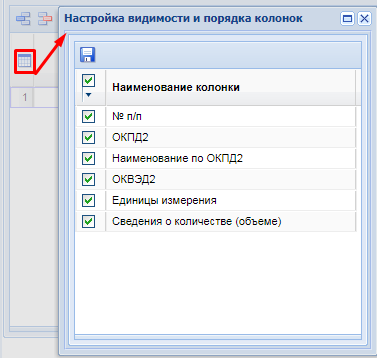 Настройка видимости и порядка колонок
Наименование колонки
1
№ п/п
ОКПД2
Наименование по ОКПД2
ОКВЭД2
Единицы измерения
Сведения о количестве (объеме)